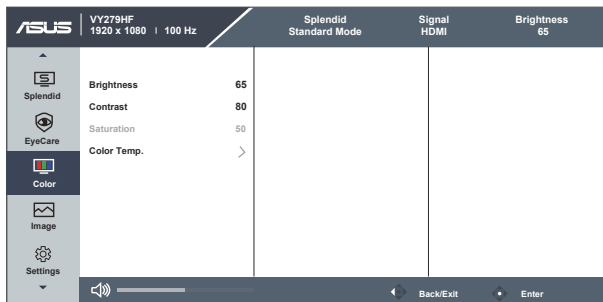 ASUS
VY279HF
1920 x 1080 | 100 Hz
Splendid
Standard Mode
Signal
HDMI
Brightness
65
Splendid
EyeCare
Color
Image
Settings
Brightness 65
Contrast 80
Saturation 50
Color Temp.
Back/Exit
Enter